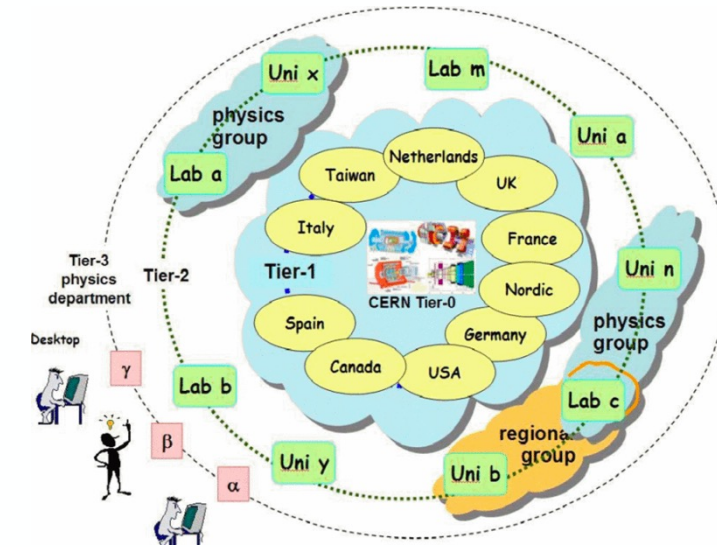 Uni x
Lab m
physics
group
Uni a
Lab a
Netherlands
Taiwan
UK
Italy
France
Tier-3
physics
department
Tier-2
Tier-1
CERN Tier-0
Uni n
Nordic
Spain
Germany
physics
group
Desktop
Canada
USA
γ
Lab b
Lab c
β
regiona
group
Uni y
Uni b
α